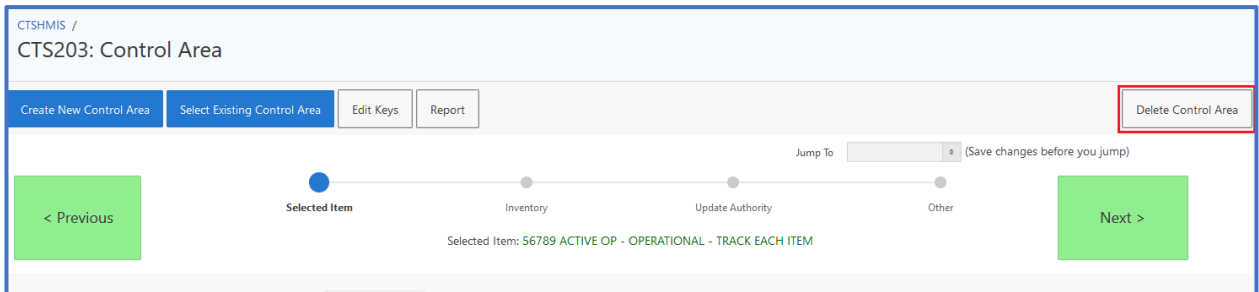 CTSHMIS /
CTS203: Control Area
Create New Control Area Select Existing Control Area Edit Keys Report Delete Control Area
Jump To (Save changes before you jump)
< Previous Selected Item Inventory Update Authority Other Next >
Selected Item: 56789 ACTIVE OP - OPERATIONAL - TRACK EACH ITEM